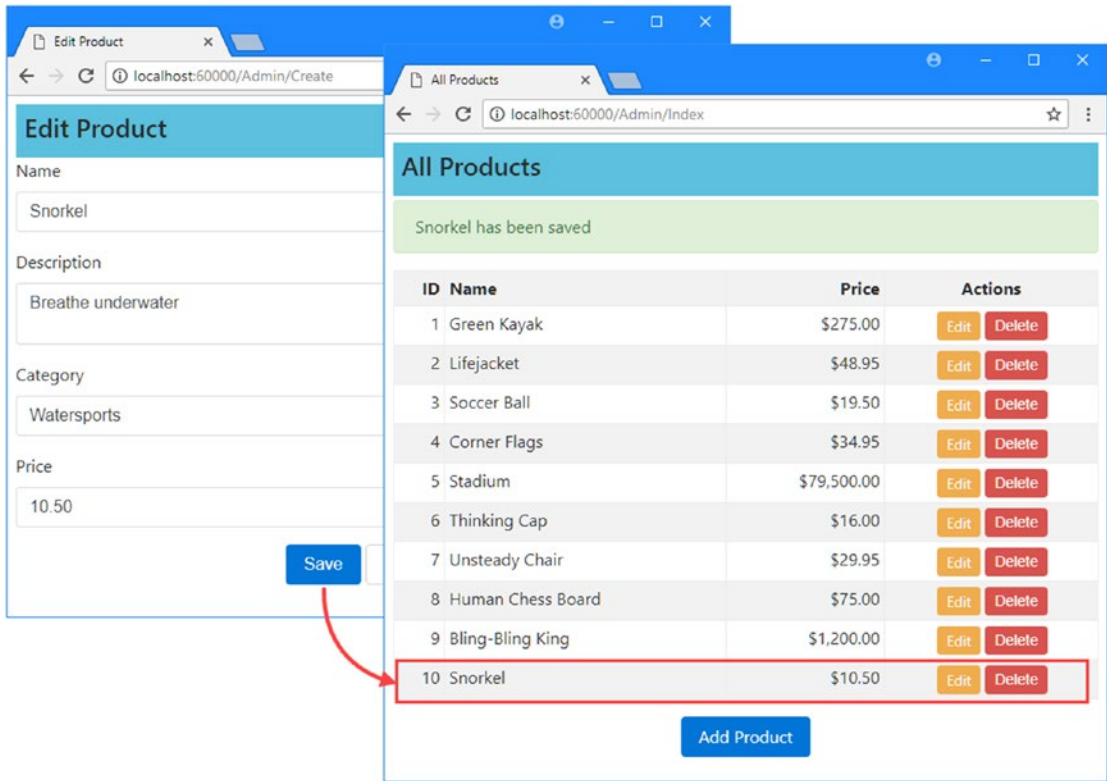 Edit Product
localhost:60000/Admin/Create
Edit Product
Name
Snorkel
Description
Breathe underwater
Category
Watersports
Price
10.50
Save
All Products
localhost:60000/Admin/Index
All Products
Snorkel has been saved
ID Name Price Actions
1 Green Kayak $275.00 Edit Delete
2 Lifejacket $48.95 Edit Delete
3 Soccer Ball $19.50 Edit Delete
4 Corner Flags $34.95 Edit Delete
5 Stadium $79,500.00 Edit Delete
6 Thinking Cap $16.00 Edit Delete
7 Unsteady Chair $29.95 Edit Delete
8 Human Chess Board $75.00 Edit Delete
9 Bling-Bling King $1,200.00 Edit Delete
10 Snorkel $10.50 Edit Delete
Add Product